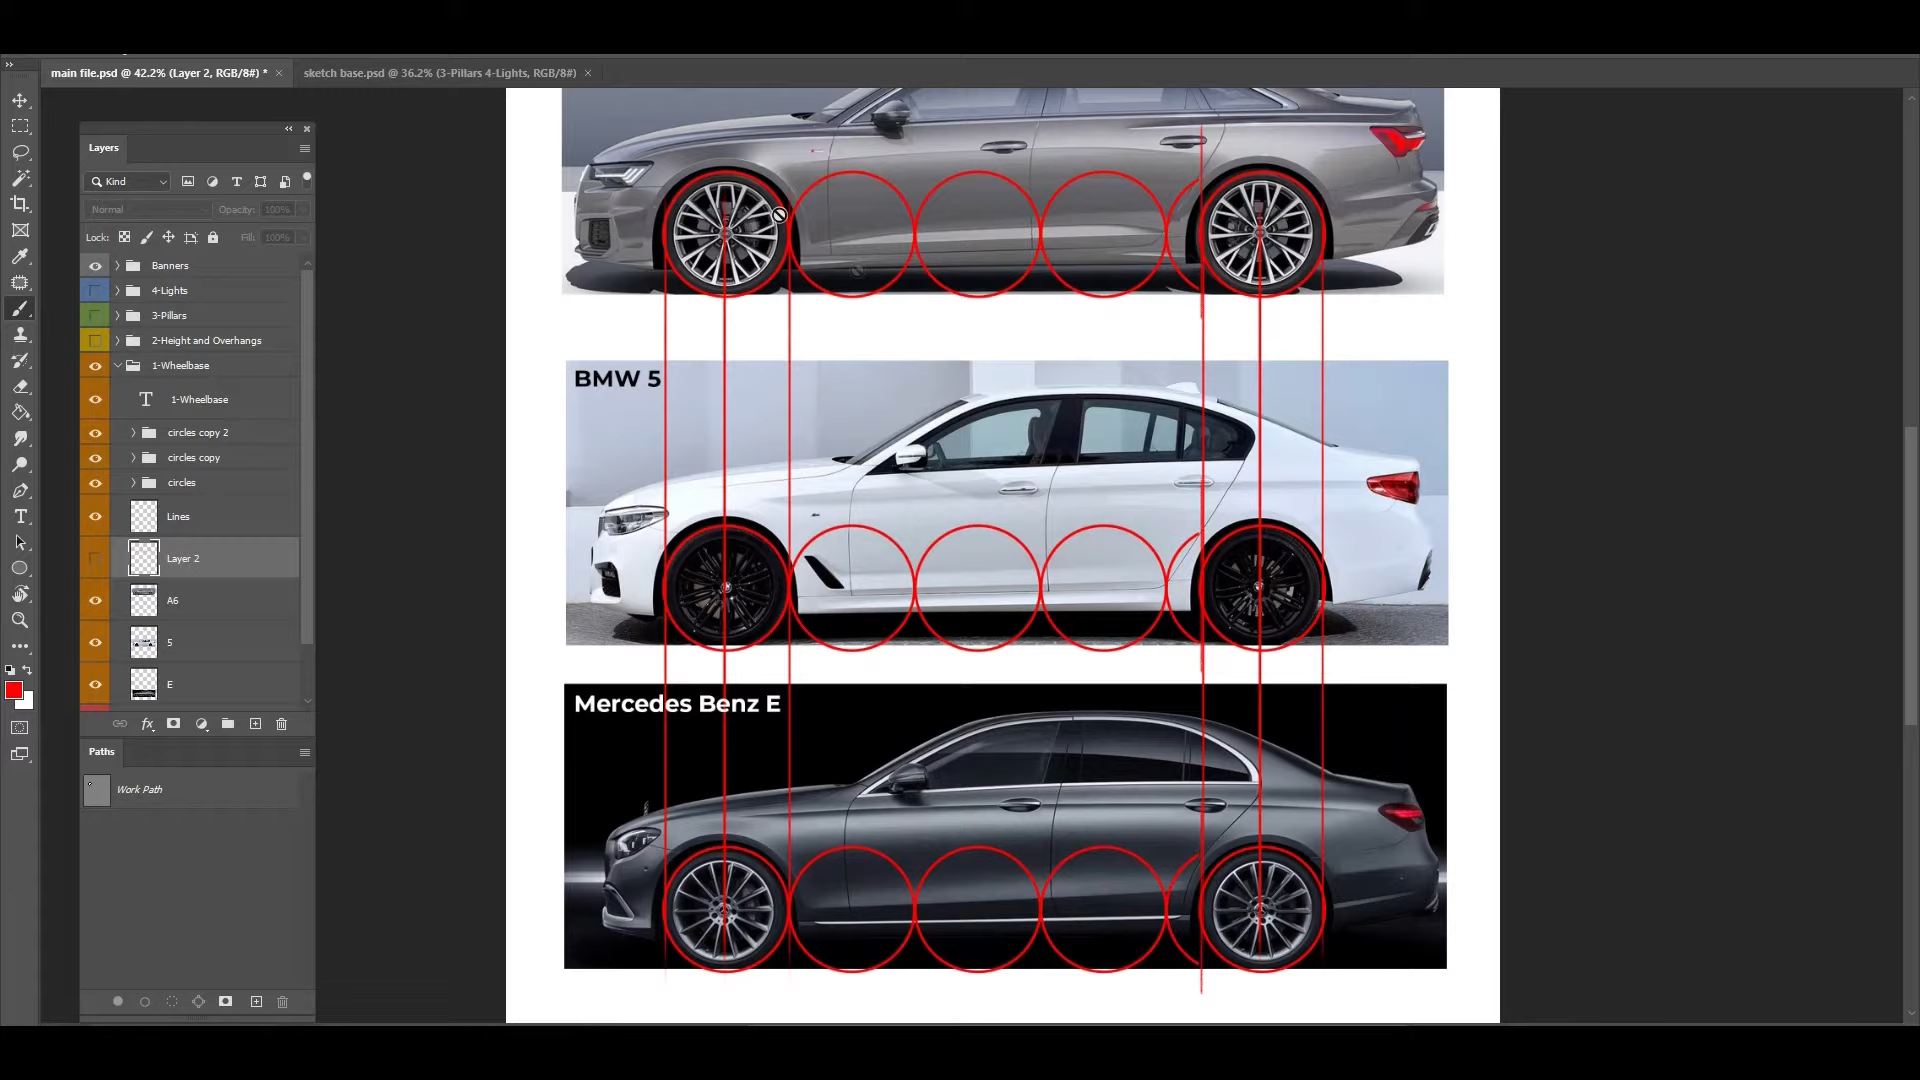 main file.psd @ 42.2% (Layer 2, RGB/8#) *
sketch base.psd @ 36.2% (3-Pillars 4-Lights, RGB/8#)
Layers
Kind
Normal
Opacity: 100%
Lock:
Fill: 100%
Banners
4-Lights
3-Pillars
2-Height and Overhangs
1-Wheelbase
1-Wheelbase
circles copy 2
circles copy
circles
Lines
Layer 2
A6
5
E
Paths
Work Path
BMW 5
Mercedes Benz E